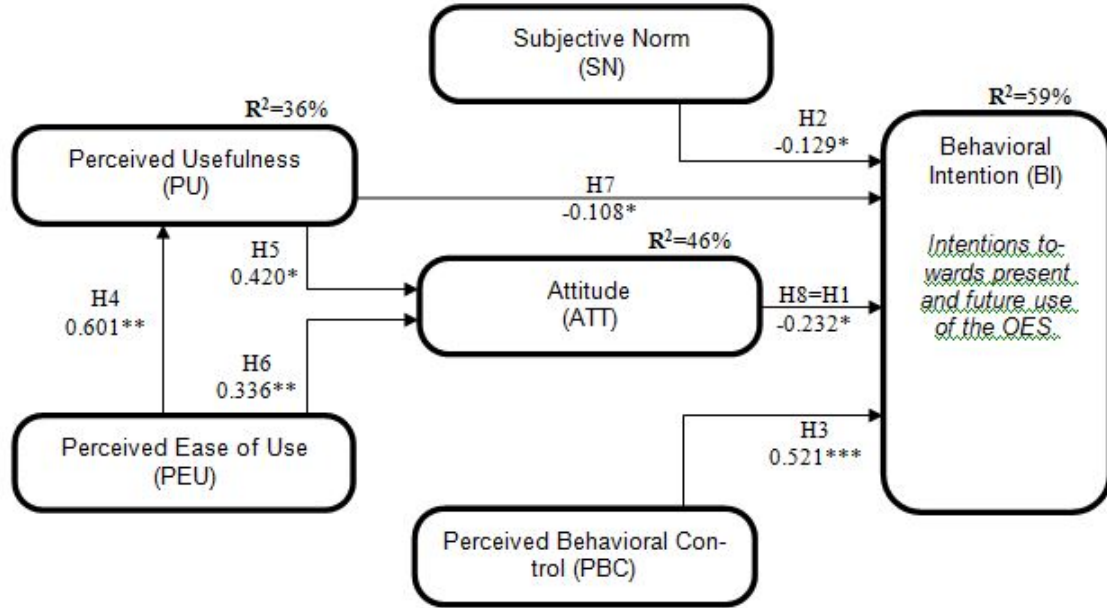 Subjective Norm
(SN)
R²=36%
R²=59%
Perceived Usefulness
(PU)
H2
-0.129*
Behavioral
Intention (BI)
H7
-0.108*
R²=46%
H5
0.420*
Intentions to-
wards present
and future use
of the OES.
Attitude
(ATT)
H8=H1
-0.232*
H4
0.601**
H6
0.336**
H3
0.521***
Perceived Ease of Use
(PEU)
Perceived Behavioral Con-
trol (PBC)